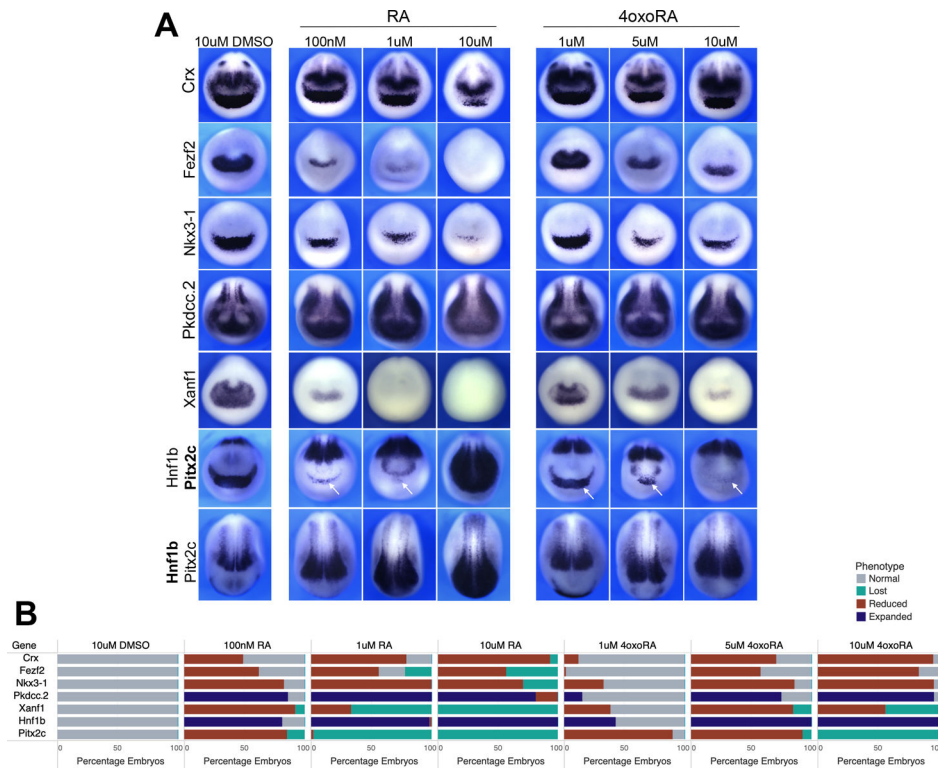 A
RA
4oxoRA
10uM DMSO 100nM 1uM 10uM 1uM 5uM 10uM
Crx
Fezf2
Nkx3-1
Pkdcc.2
Xanf1
Hnf1b
Pitx2c
Hnf1b
Pitx2c
Phenotype
Normal
Lost
Reduced
Expanded
B
Gene 10uM DMSO 100nM RA 1uM RA 10uM RA 1uM 4oxoRA 5uM 4oxoRA 10uM 4oxoRA
Crx
Fezf2
Nkx3-1
Pkdcc.2
Xanf1
Hnf1b
Pitx2c
0 50 100 0 50 100 0 50 100 0 50 100 0 50 100 0 50 100 0 50 100
Percentage Embryos Percentage Embryos Percentage Embryos Percentage Embryos Percentage Embryos Percentage Embryos Percentage Embryos